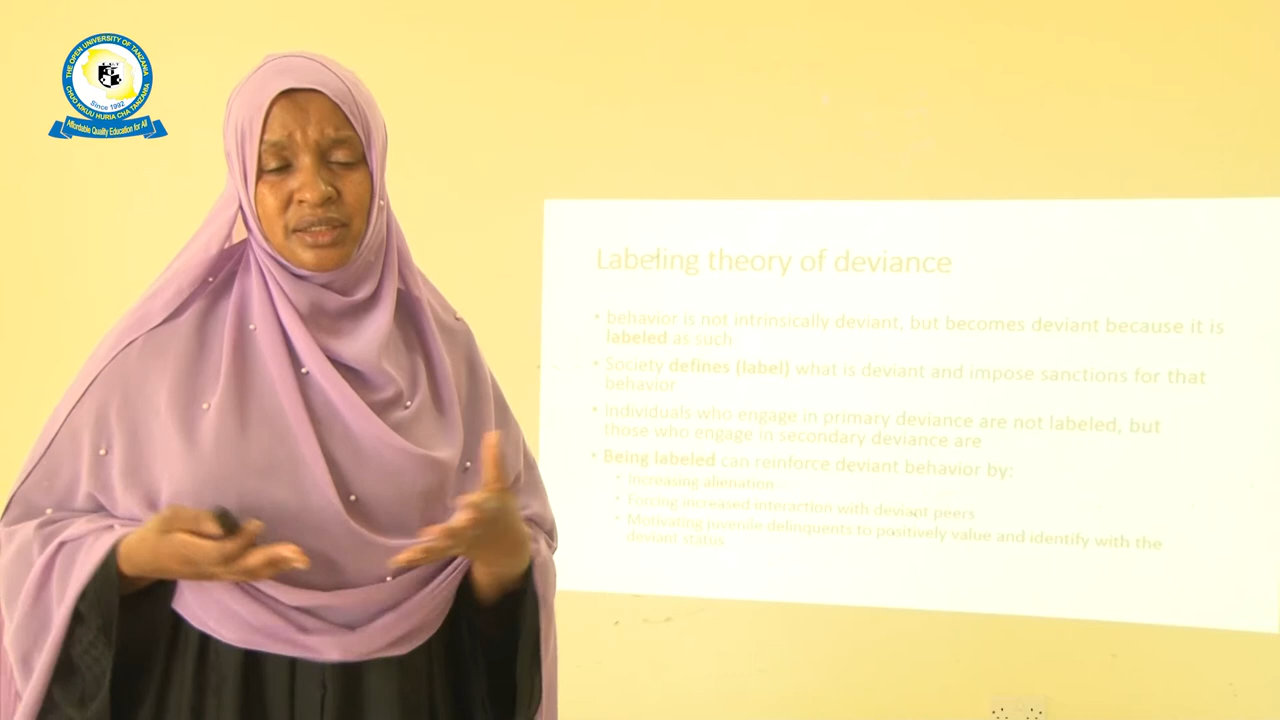 THE OPEN UNIVERSITY OF TANZANIA
CHUO KIKUU HURIA CHA TANZANIA
Since 1992
Affordable Quality Education for All
Labeling theory of deviance
• behavior is not intrinsically deviant, but becomes deviant because it is
labeled as such
• Society defines (label) what is deviant and impose sanctions for that
behavior
• Individuals who engage in primary deviance are not labeled, but
those who engage in secondary deviance are
• Being labeled can reinforce deviant behavior by:
• Increasing alienation
• Forcing increased interaction with deviant peers
• Motivating juvenile delinquents to positively value and identify with the
deviant status